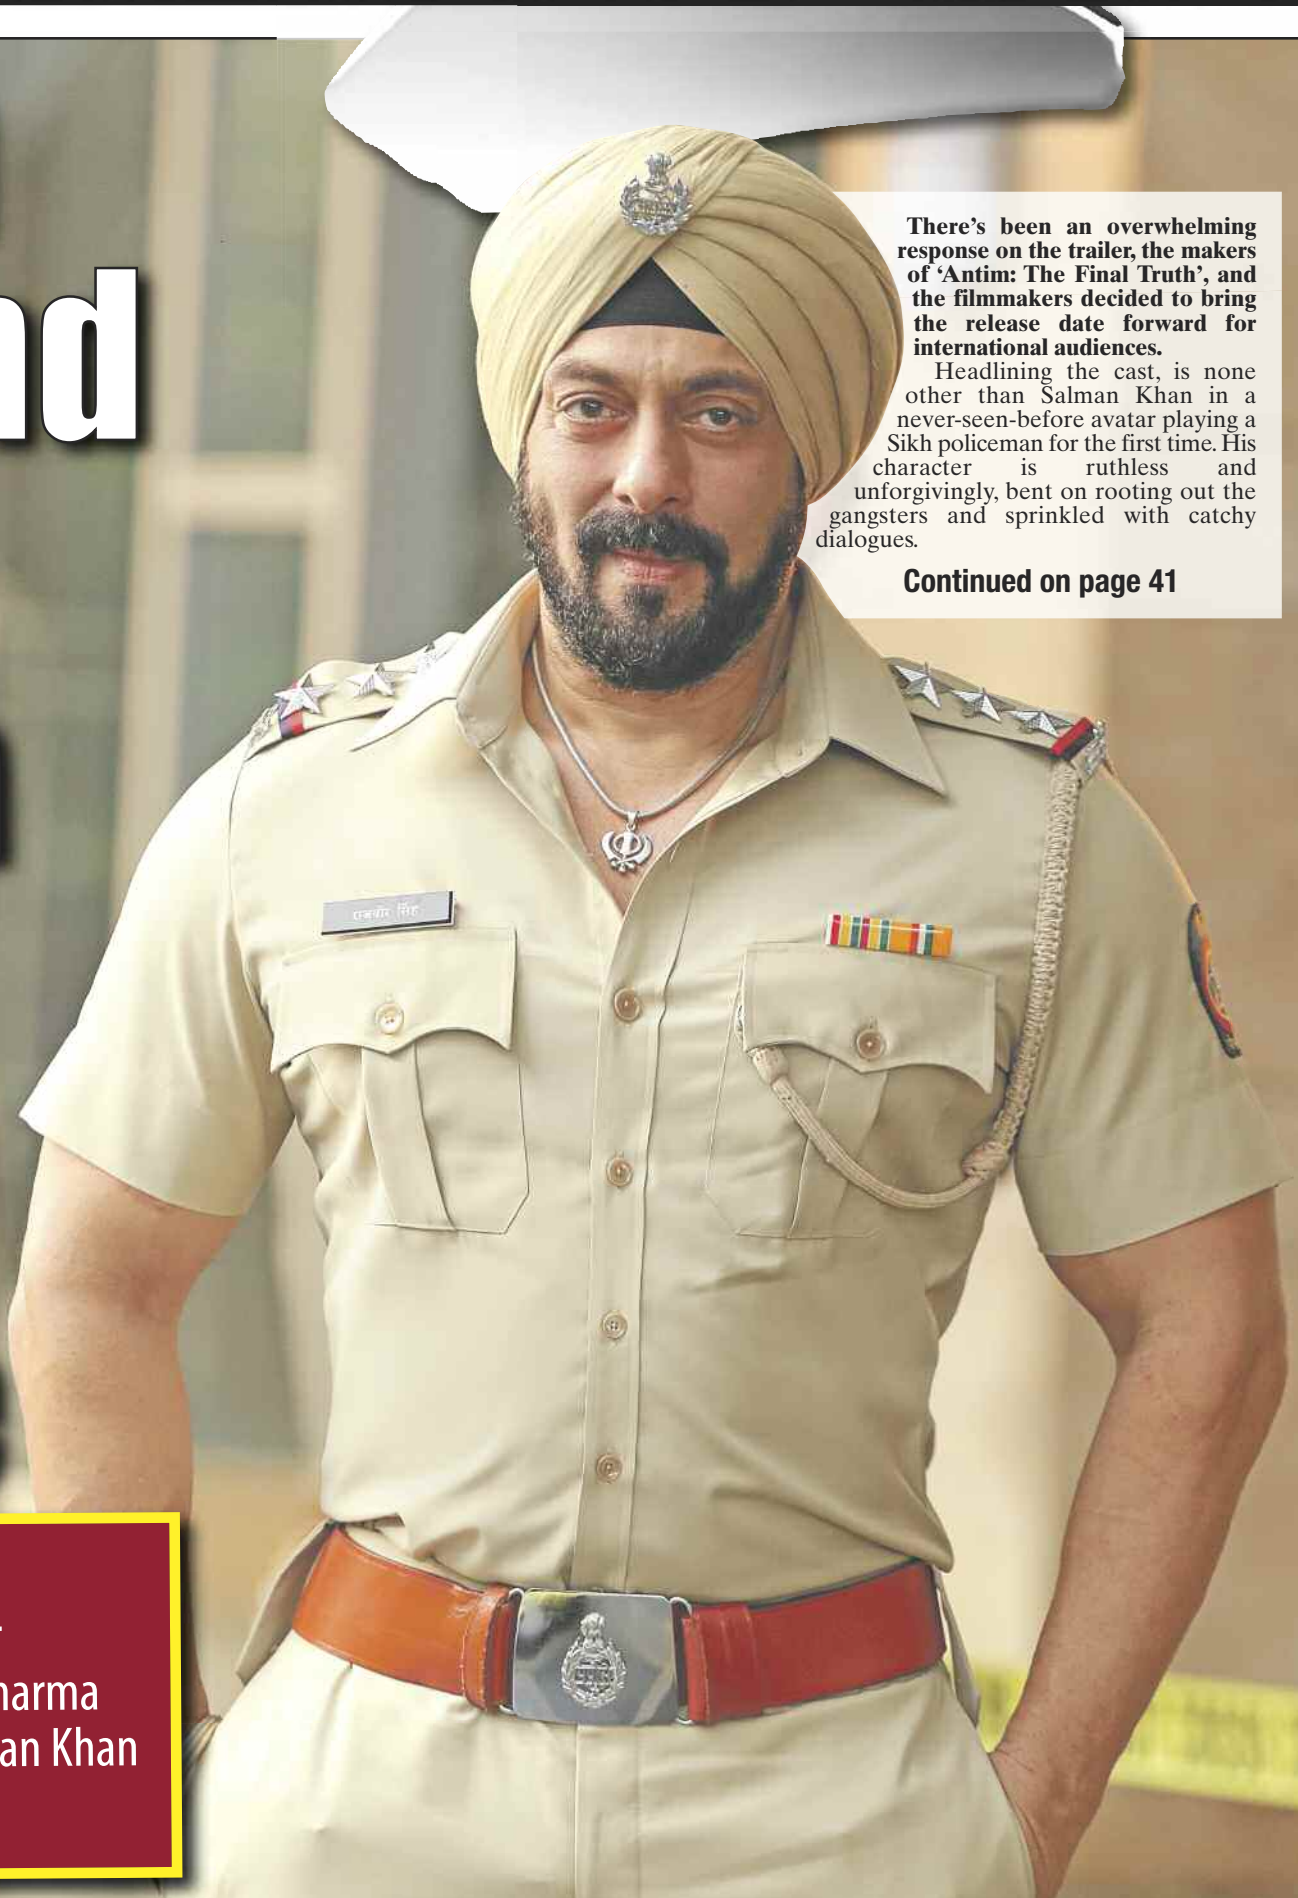 nd
There's been an overwhelming
response on the trailer, the makers
of ‘Antim: The Final Truth’, and
the filmmakers decided to bring
the release date forward for
international audiences.
Headlining the cast, is none
other than Salman Khan in a
never-seen-before avatar playing a
Sikh policeman for the first time. His
character is ruthless and
unforgivingly, bent on rooting out the
gangsters and sprinkled with catchy
dialogues.
Continued on page 41
राजवीर सिंह
harma
an Khan